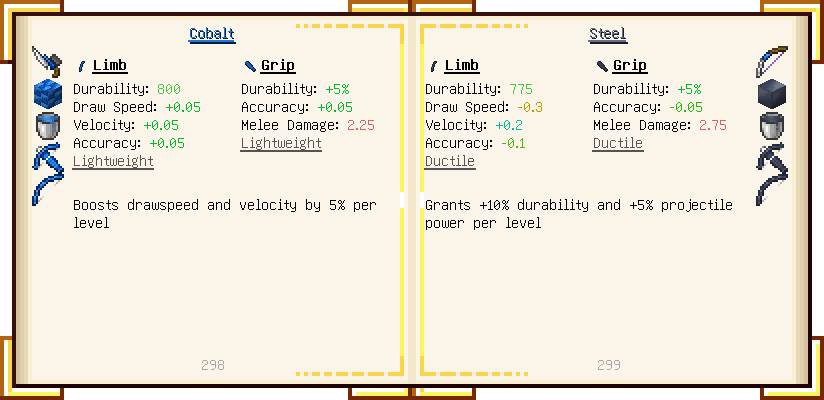 Cobalt
Limb
Durability: 800
Draw Speed: +0.05
Velocity: +0.05
Accuracy: +0.05
Lightweight
Grip
Durability: +5%
Accuracy: +0.05
Melee Damage: 2.25
Lightweight
Boosts drawspeed and velocity by 5% per
level
298
Steel
Limb
Durability: 775
Draw Speed: -0.3
Velocity: +0.2
Accuracy: -0.1
Ductile
Grip
Durability: +5%
Accuracy: -0.05
Melee Damage: 2.75
Ductile
Grants +10% durability and +5% projectile
power per level
299